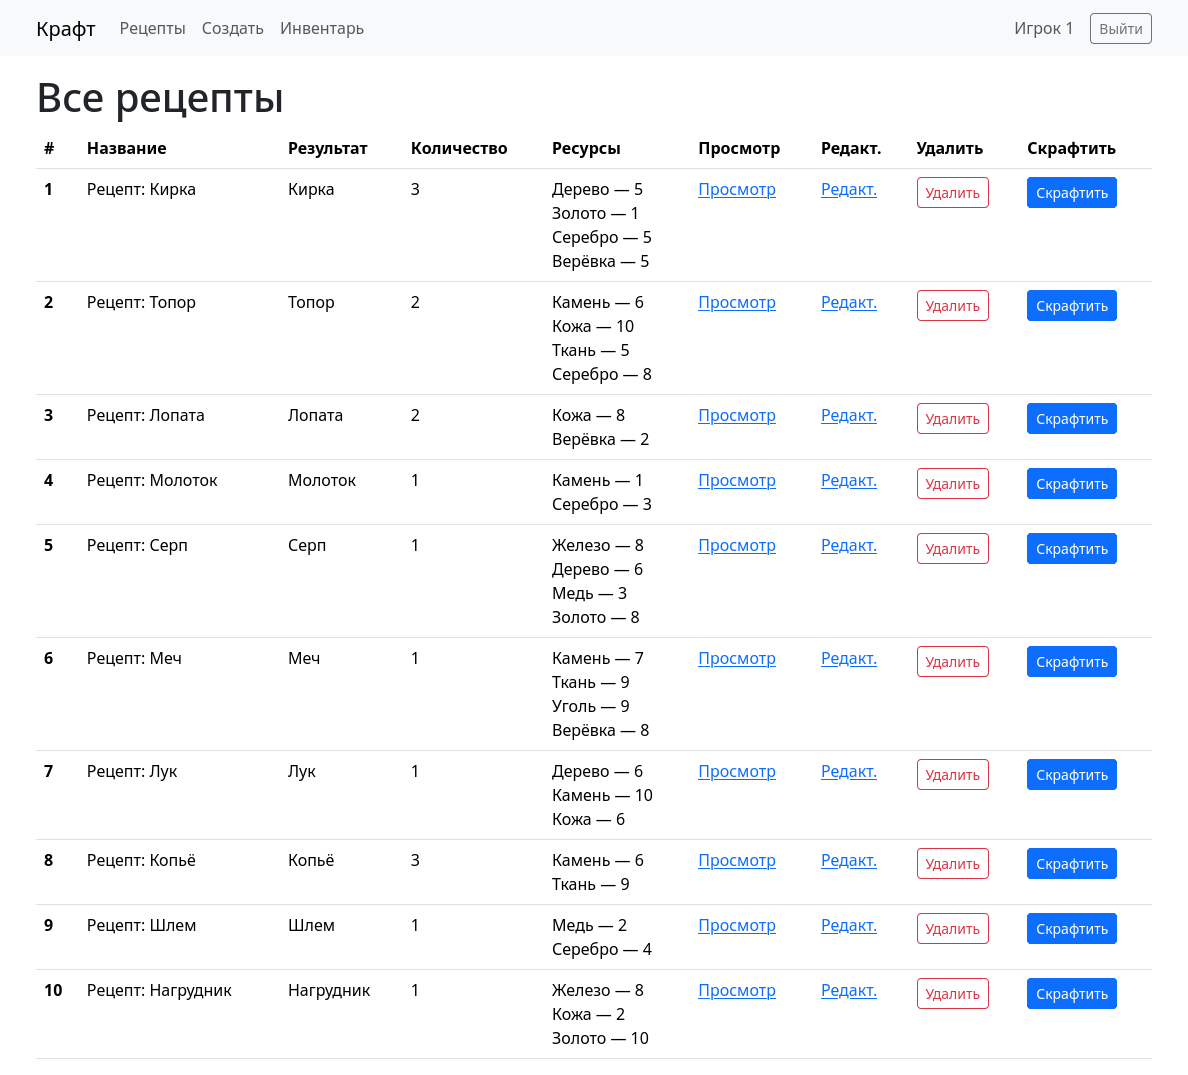 Крафт Рецепты Создать Инвентарь Игрок 1 Выйти
Все рецепты
# Название Результат Количество Ресурсы Просмотр Редакт. Удалить Скрафтить
1 Рецепт: Кирка Кирка 3 Дерево — 5 Просмотр Редакт. Удалить Скрафтить
Золото — 1
Серебро — 5
Верёвка — 5
2 Рецепт: Топор Топор 2 Камень — 6 Просмотр Редакт. Удалить Скрафтить
Кожа — 10
Ткань — 5
Серебро — 8
3 Рецепт: Лопата Лопата 2 Кожа — 8 Просмотр Редакт. Удалить Скрафтить
Верёвка — 2
4 Рецепт: Молоток Молоток 1 Камень — 1 Просмотр Редакт. Удалить Скрафтить
Серебро — 3
5 Рецепт: Серп Серп 1 Железо — 8 Просмотр Редакт. Удалить Скрафтить
Дерево — 6
Медь — 3
Золото — 8
6 Рецепт: Меч Меч 1 Камень — 7 Просмотр Редакт. Удалить Скрафтить
Ткань — 9
Уголь — 9
Верёвка — 8
7 Рецепт: Лук Лук 1 Дерево — 6 Просмотр Редакт. Удалить Скрафтить
Камень — 10
Кожа — 6
8 Рецепт: Копьё Копьё 3 Камень — 6 Просмотр Редакт. Удалить Скрафтить
Ткань — 9
9 Рецепт: Шлем Шлем 1 Медь — 2 Просмотр Редакт. Удалить Скрафтить
Серебро — 4
10 Рецепт: Нагрудник Нагрудник 1 Железо — 8 Просмотр Редакт. Удалить Скрафтить
Кожа — 2
Золото — 10